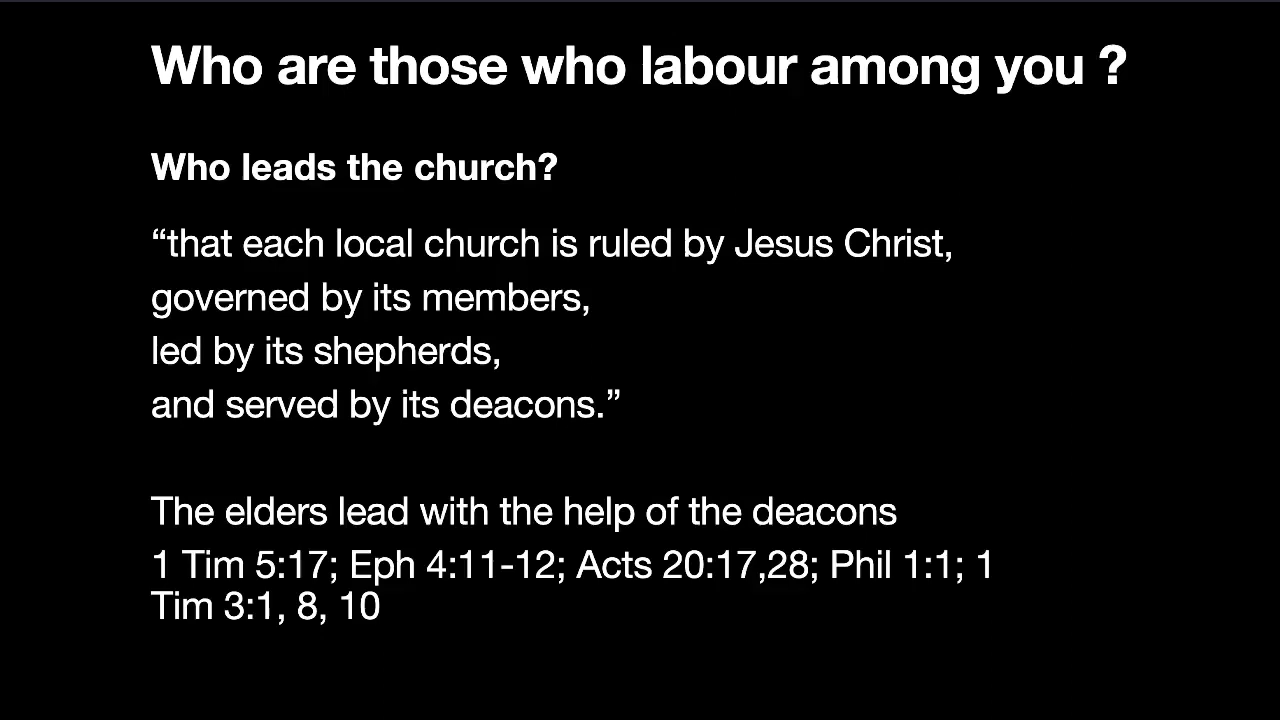 Who are those who labour among you ?
Who leads the church?
“that each local church is ruled by Jesus Christ,
governed by its members,
led by its shepherds,
and served by its deacons.”
The elders lead with the help of the deacons
1 Tim 5:17; Eph 4:11-12; Acts 20:17,28; Phil 1:1; 1
Tim 3:1, 8, 10